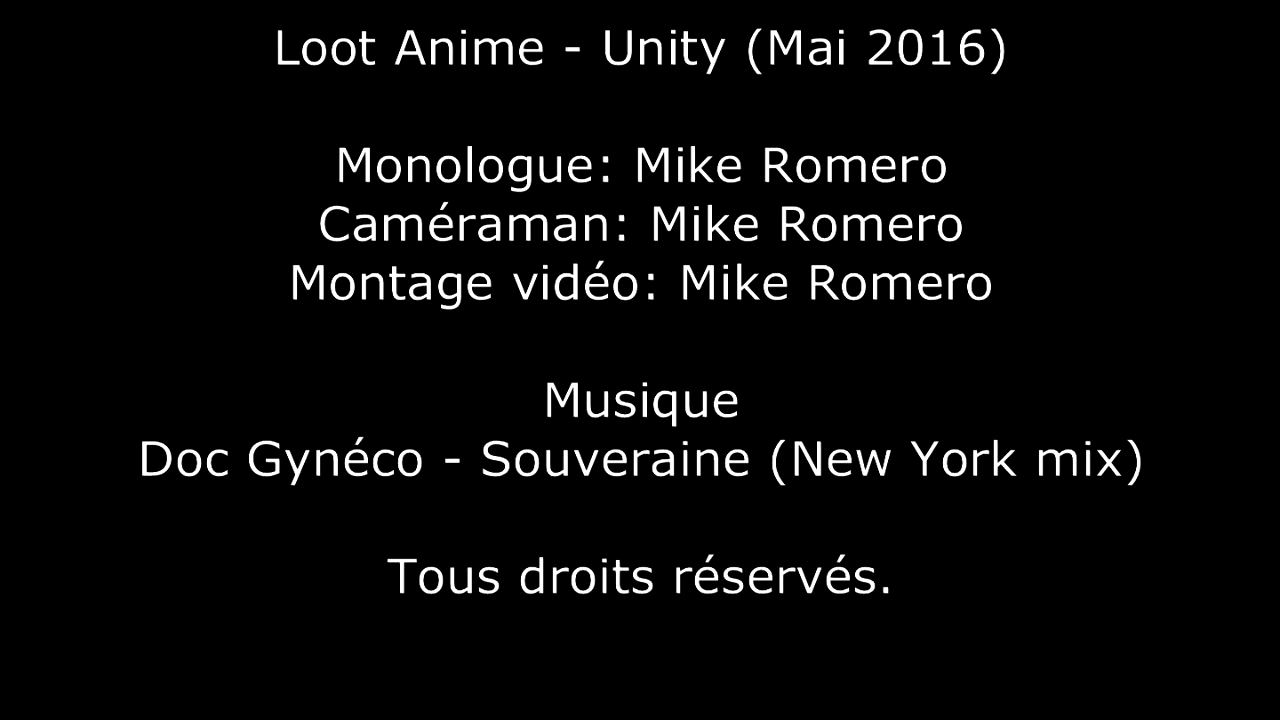 Loot Anime - Unity (Mai 2016)
Monologue: Mike Romero
Caméraman: Mike Romero
Montage vidéo: Mike Romero
Musique
Doc Gynéco - Souveraine (New York mix)
Tous droits réservés.